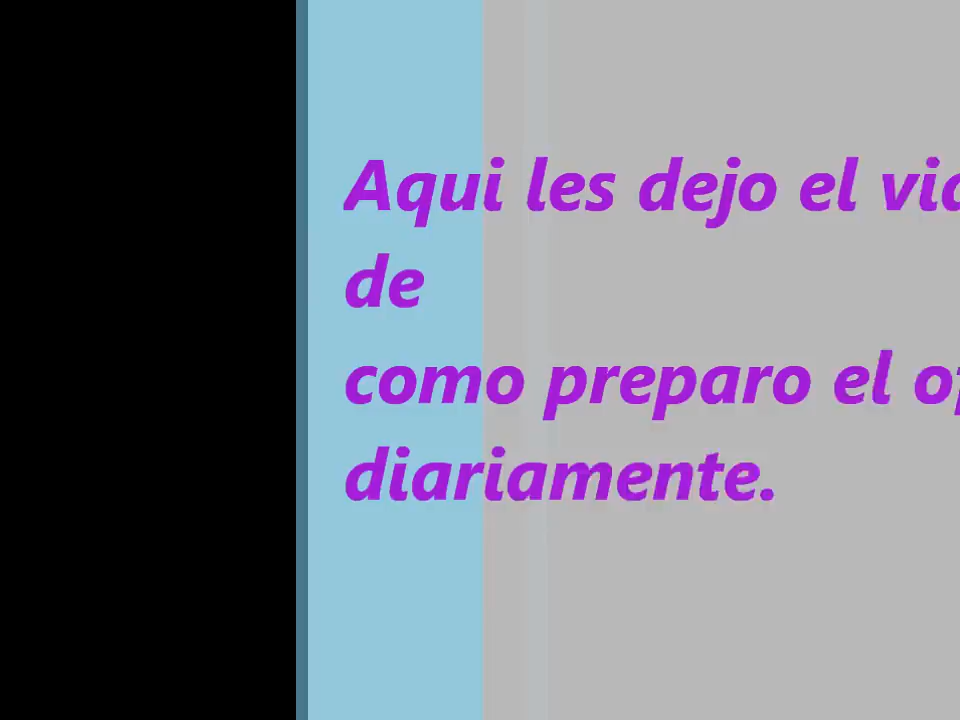 Aqui les dejo el
de
como preparo el
diariamente.